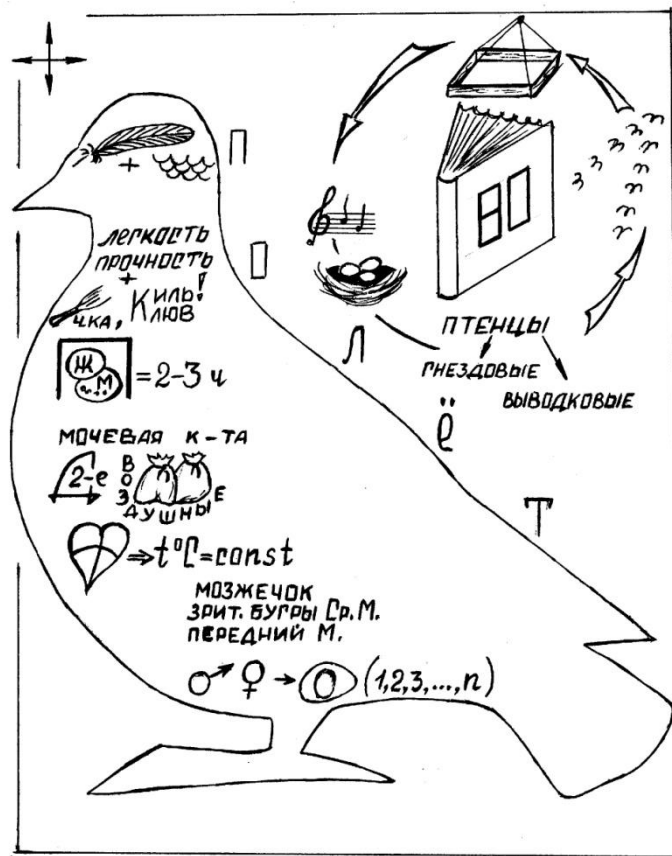 +
П
О
Л
ё
Т
ЛЕГКОСТЬ
ПРОЧНОСТЬ
+
ЧКА, КИЛЬ!
КЛЮВ
Ж М = 2-3 ч
МОЧЕВАЯ К-ТА
2-е ВОЗДУШНЫЕ
⇒ t°C=const
МОЗЖЕЧОК
ЗРИТ. БУГРЫ Ср. М.
ПЕРЕДНИЙ М.
♂ ♀ → (1,2,3,...,n)
ПТЕНЦЫ
ГНЕЗДОВЫЕ
ВЫВОДКОВЫЕ